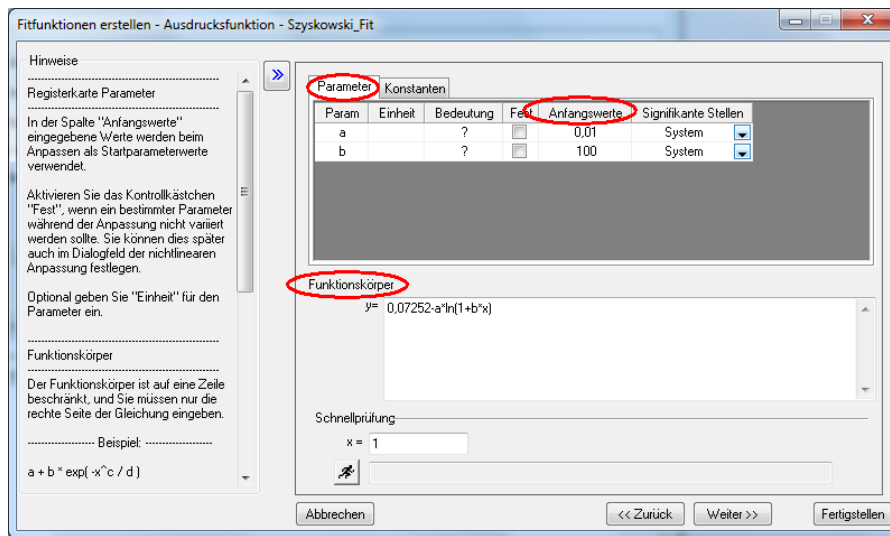 Fitfunktionen erstellen - Ausdrucksfunktion - Szyskowski_Fit
Hinweise
Registerkarte Parameter
In der Spalte "Anfangswerte"
eingegebene Werte werden beim
Anpassen als Startparameterwerte
verwendet.
Aktivieren Sie das Kontrollkästchen
"Fest", wenn ein bestimmter Parameter
während der Anpassung nicht variiert
werden sollte. Sie können dies später
auch im Dialogfeld der nichtlinearen
Anpassung festlegen.
Optional geben Sie "Einheit" für den
Parameter ein.
Funktionskörper
Der Funktionskörper ist auf eine Zeile
beschränkt, und Sie müssen nur die
rechte Seite der Gleichung eingeben.
-------------------- Beispiel: --------------------
a + b * exp( -x^c / d )
Parameter Konstanten
Param Einheit Bedeutung Fest Anfangswerte Signifikante Stellen
a ? 0,01 System
b ? 100 System
Funktionskörper
y= 0,07252-a*ln(1+b*x)
Schnellprüfung
x = 1
Abbrechen << Zurück Weiter >> Fertigstellen